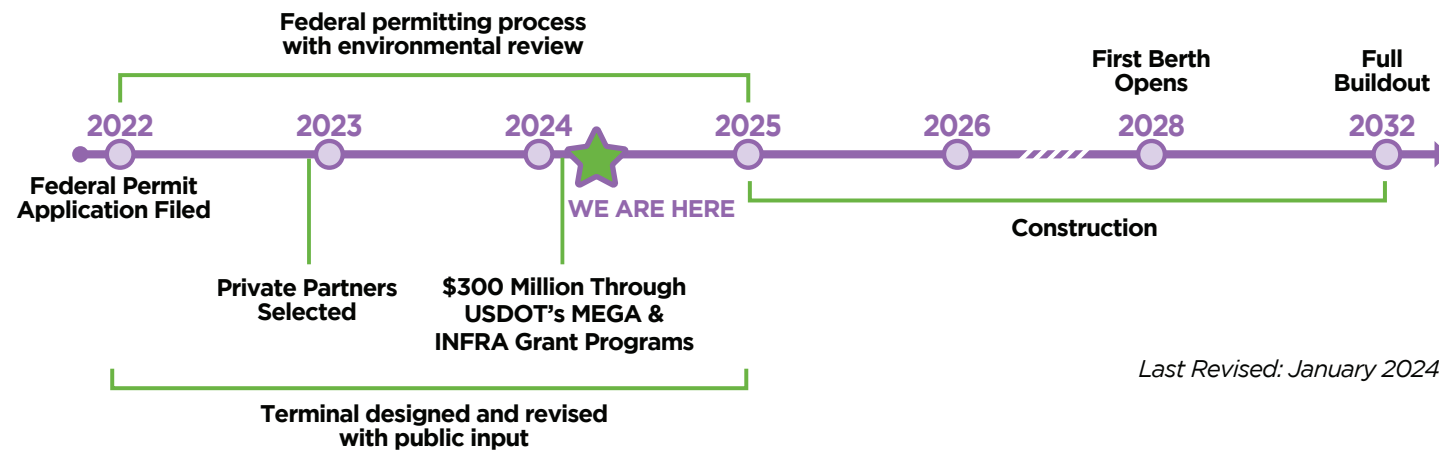 Federal permitting process
with environmental review
First Berth
Opens
Full
Buildout
2022
2023
2024
2025
2026
2028
2032
Federal Permit
Application Filed
WE ARE HERE
Construction
Private Partners
Selected
$300 Million Through
USDOT's MEGA &
INFRA Grant Programs
Last Revised: January 2024
Terminal designed and revised
with public input